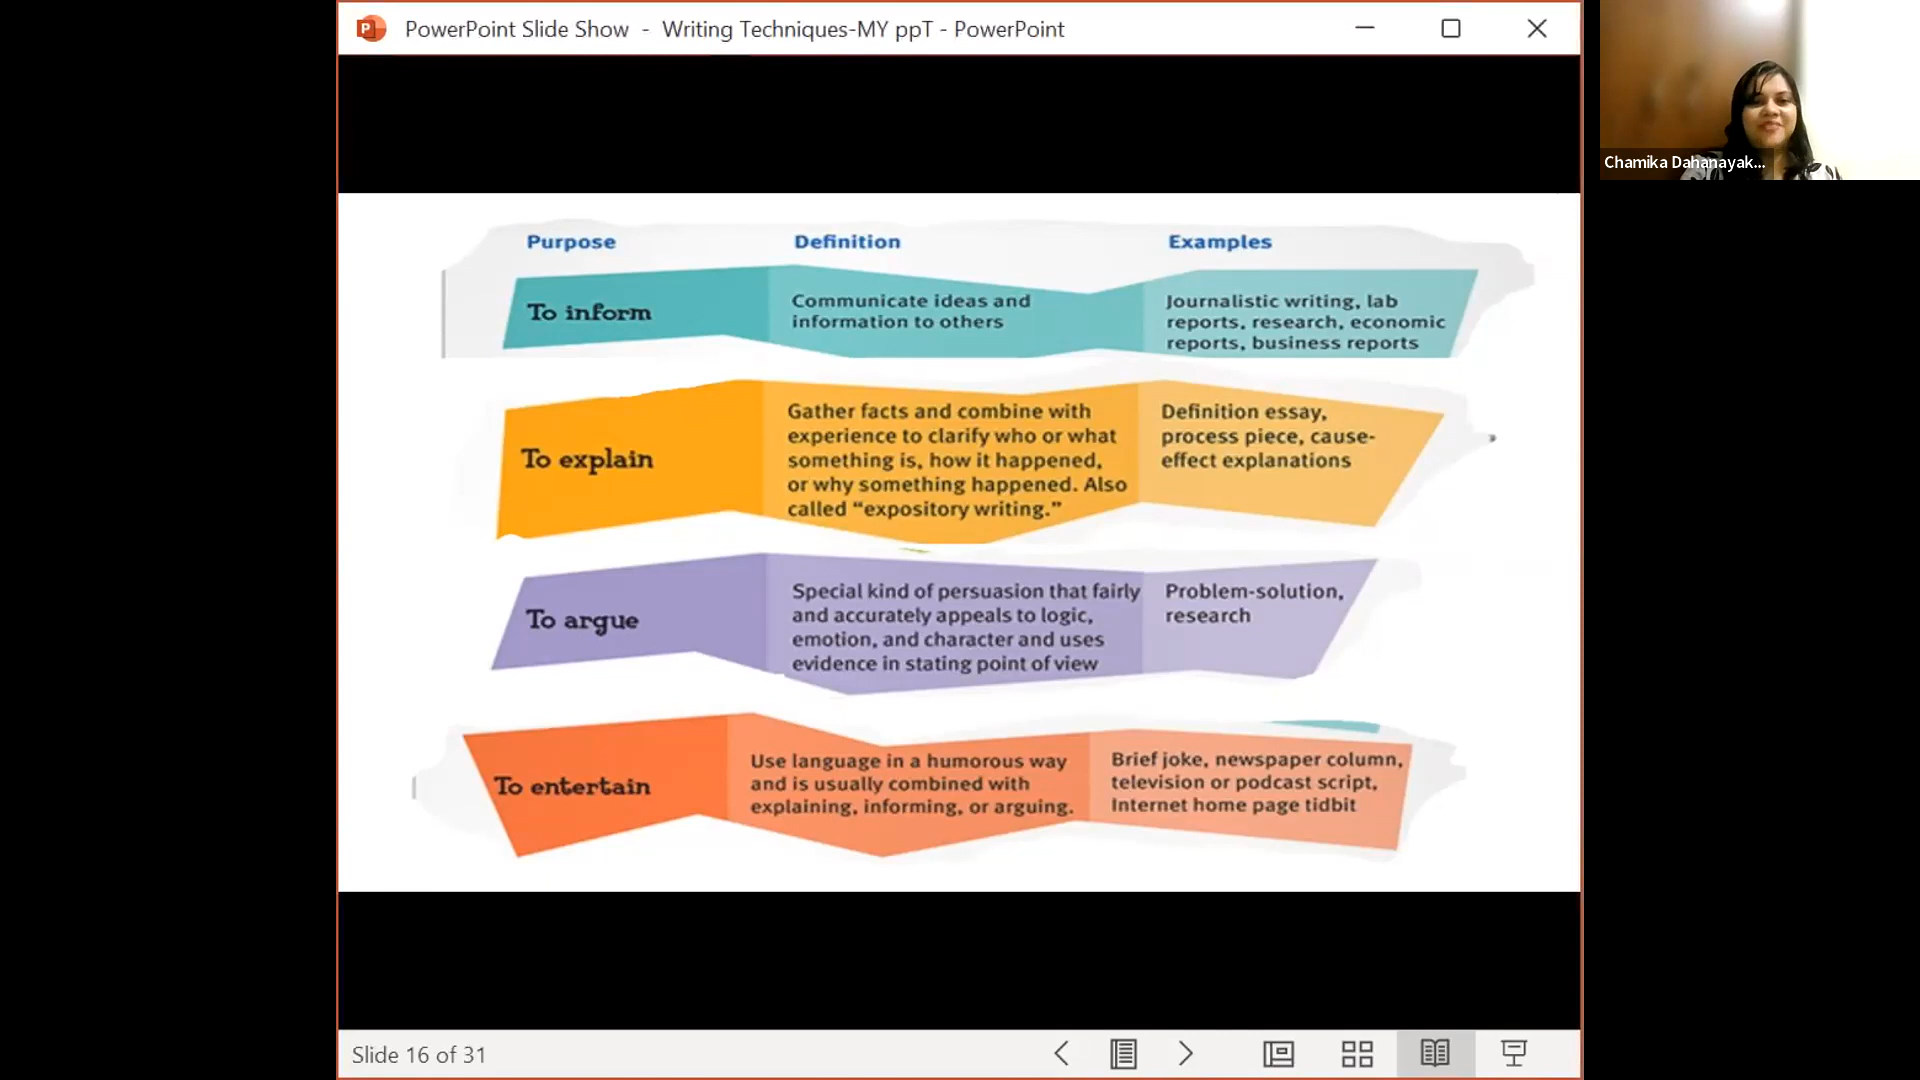 PowerPoint Slide Show - Writing Techniques-MY ppT - PowerPoint
Chamika Dahanayak...
Purpose
Definition
Examples
To inform
Communicate ideas and
information to others
Journalistic writing, lab
reports, research, economic
reports, business reports
To explain
Gather facts and combine with
experience to clarify who or what
something is, how it happened,
or why something happened. Also
called “expository writing.”
Definition essay,
process piece, cause-
effect explanations
To argue
Special kind of persuasion that fairly
and accurately appeals to logic,
emotion, and character and uses
evidence in stating point of view
Problem-solution,
research
To entertain
Use language in a humorous way
and is usually combined with
explaining, informing, or arguing.
Brief joke, newspaper column,
television or podcast script,
Internet home page tidbit
Slide 16 of 31